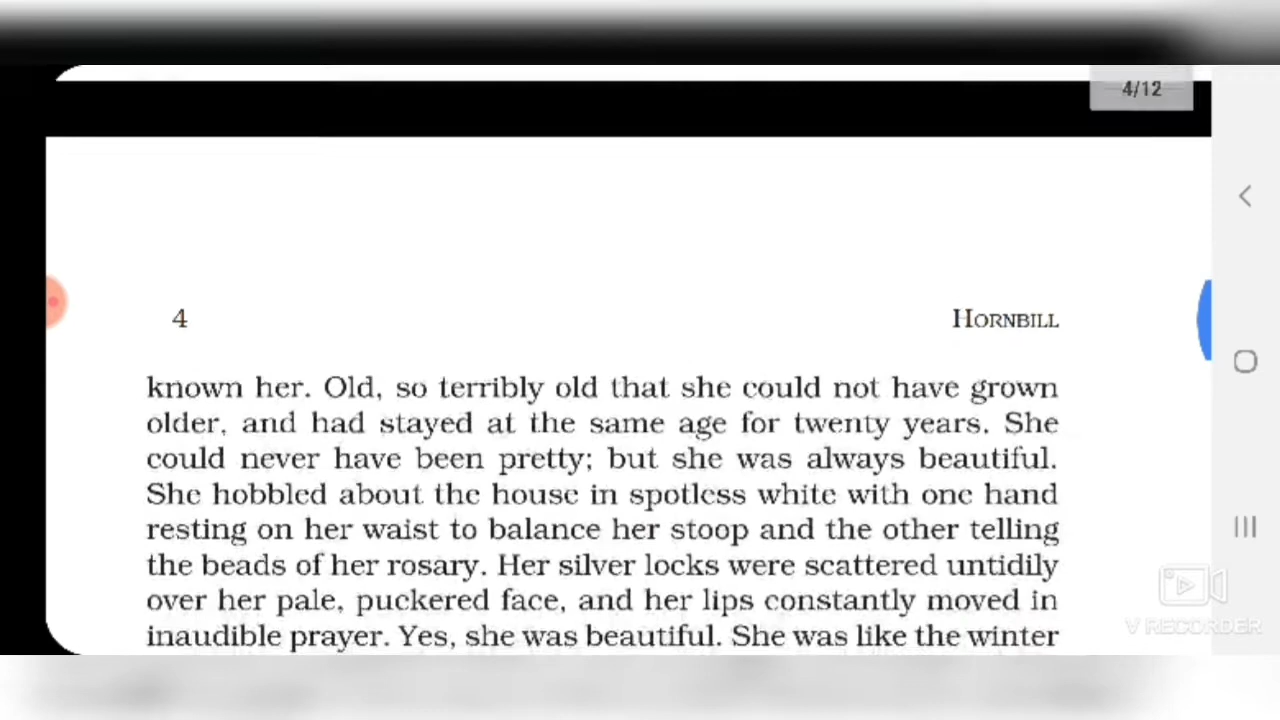 4/12
4 HORNBILL
known her. Old, so terribly old that she could not have grown
older, and had stayed at the same age for twenty years. She
could never have been pretty; but she was always beautiful.
She hobbled about the house in spotless white with one hand
resting on her waist to balance her stoop and the other telling
the beads of her rosary. Her silver locks were scattered untidily
over her pale, puckered face, and her lips constantly moved in
inaudible prayer. Yes, she was beautiful. She was like the winter
V RECORDER